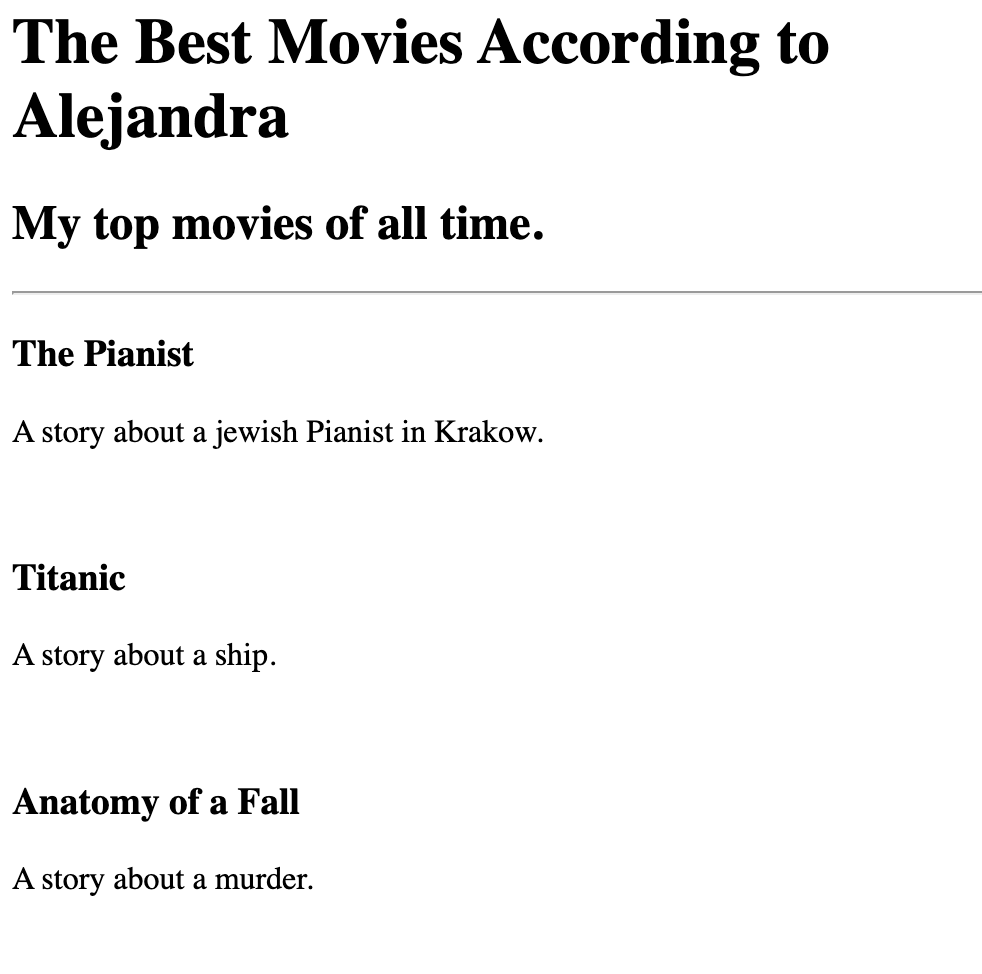 The Best Movies According to
Alejandra
My top movies of all time.
The Pianist
A story about a jewish Pianist in Krakow.
Titanic
A story about a ship.
Anatomy of a Fall
A story about a murder.